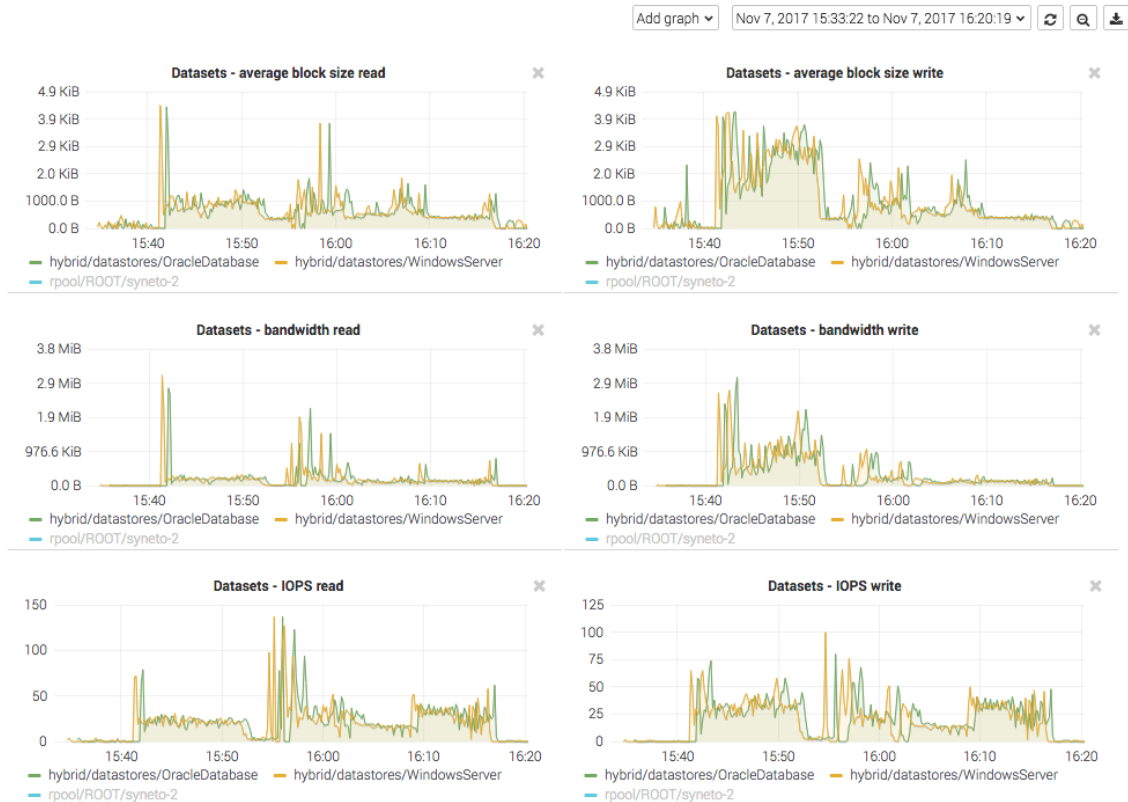 Add graph Nov 7, 2017 15:33:22 to Nov 7, 2017 16:20:19
Datasets - average block size read
4.9 KiB
3.9 KiB
2.9 KiB
2.0 KiB
1000.0 B
0.0 B
15:40 15:50 16:00 16:10 16:20
hybrid/datastores/OracleDatabase hybrid/datastores/WindowsServer
rpool/ROOT/syneto-2
Datasets - average block size write
4.9 KiB
3.9 KiB
2.9 KiB
2.0 KiB
1000.0 B
0.0 B
15:40 15:50 16:00 16:10 16:20
hybrid/datastores/OracleDatabase hybrid/datastores/WindowsServer
rpool/ROOT/syneto-2
Datasets - bandwidth read
3.8 MiB
2.9 MiB
1.9 MiB
976.6 KiB
0.0 B
15:40 15:50 16:00 16:10 16:20
hybrid/datastores/OracleDatabase hybrid/datastores/WindowsServer
rpool/ROOT/syneto-2
Datasets - bandwidth write
3.8 MiB
2.9 MiB
1.9 MiB
976.6 KiB
0.0 B
15:40 15:50 16:00 16:10 16:20
hybrid/datastores/OracleDatabase hybrid/datastores/WindowsServer
rpool/ROOT/syneto-2
Datasets - IOPS read
150
100
50
0
15:40 15:50 16:00 16:10 16:20
hybrid/datastores/OracleDatabase hybrid/datastores/WindowsServer
rpool/ROOT/syneto-2
Datasets - IOPS write
125
100
75
50
25
0
15:40 15:50 16:00 16:10 16:20
hybrid/datastores/OracleDatabase hybrid/datastores/WindowsServer
rpool/ROOT/syneto-2